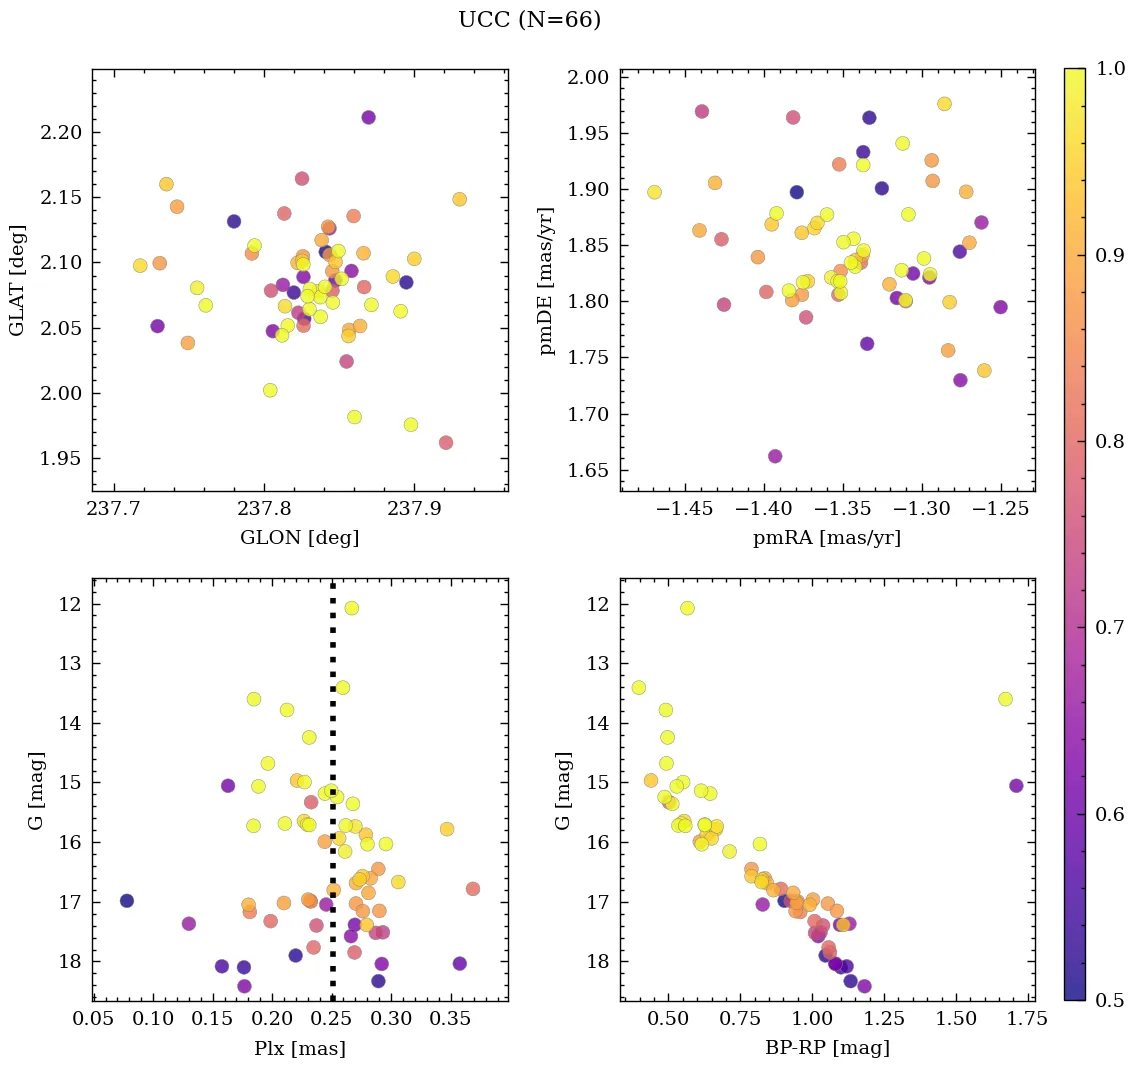 UCC (N=66)
2.20
2.15
2.10
2.05
2.00
1.95
GLAT [deg]
237.7 237.8 237.9
GLON [deg]
2.00
1.95
1.90
1.85
1.80
1.75
1.70
1.65
pmDE [mas/yr]
−1.45 −1.40 −1.35 −1.30 −1.25
pmRA [mas/yr]
12
13
14
15
16
17
18
G [mag]
0.05 0.10 0.15 0.20 0.25 0.30 0.35
Plx [mas]
12
13
14
15
16
17
18
G [mag]
0.50 0.75 1.00 1.25 1.50 1.75
BP-RP [mag]
1.0
0.9
0.8
0.7
0.6
0.5